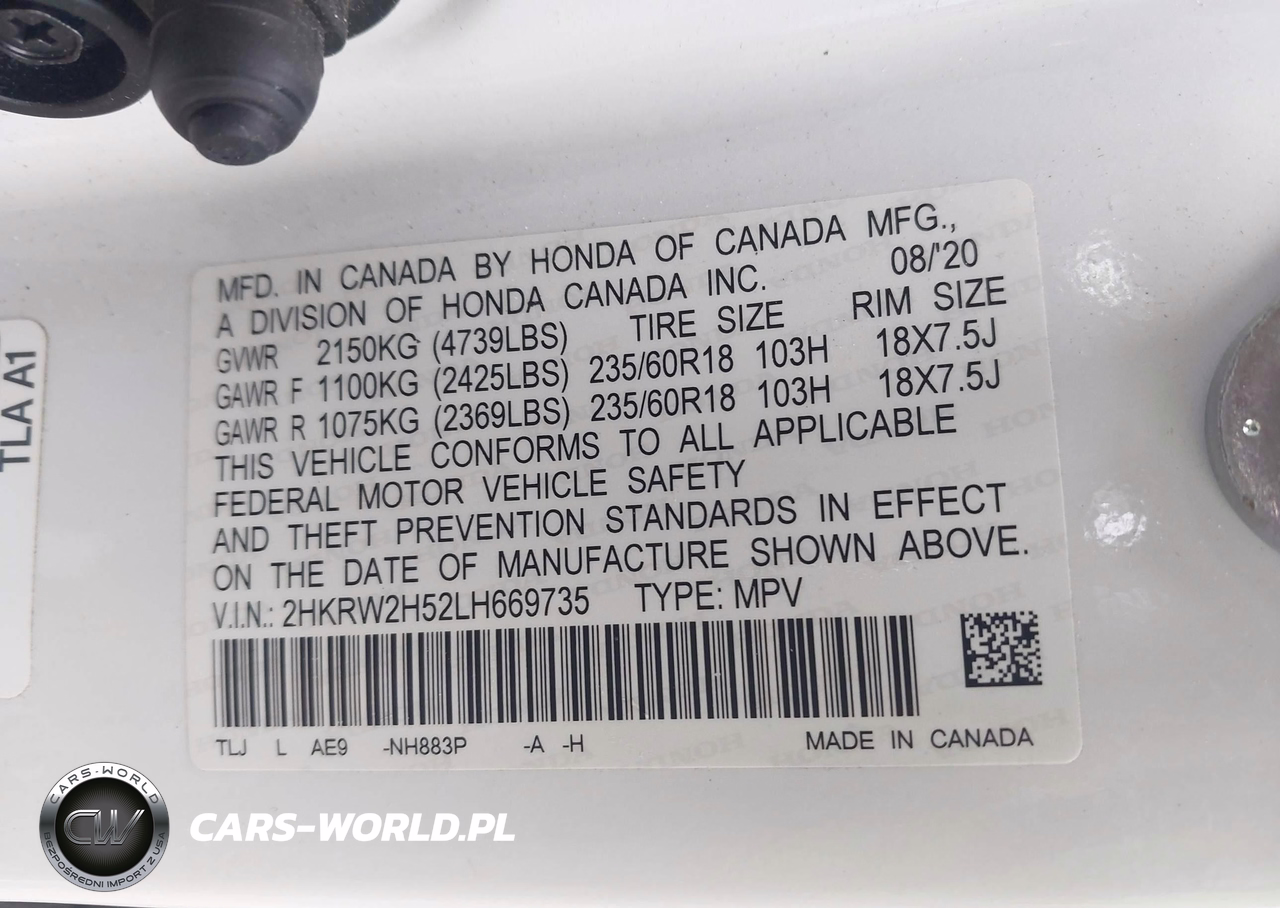 MFD. IN CANADA BY HONDA OF CANADA MFG.,
A DIVISION OF HONDA CANADA INC. 08/'20
GVWR 2150KG (4739LBS) TIRE SIZE RIM SIZE
GAWR F 1100KG (2425LBS) 235/60R18 103H 18X7.5J
GAWR R 1075KG (2369LBS) 235/60R18 103H 18X7.5J
THIS VEHICLE CONFORMS TO ALL APPLICABLE
FEDERAL MOTOR VEHICLE SAFETY
AND THEFT PREVENTION STANDARDS IN EFFECT
ON THE DATE OF MANUFACTURE SHOWN ABOVE.
V.I.N.: 2HKRW2H52LH669735 TYPE: MPV
TLJ L AE9 -NH883P -A -H MADE IN CANADA
TLA A1
CARS-WORLD
CW
BEZPOŚREDNI IMPORT Z USA
CARS-WORLD.PL